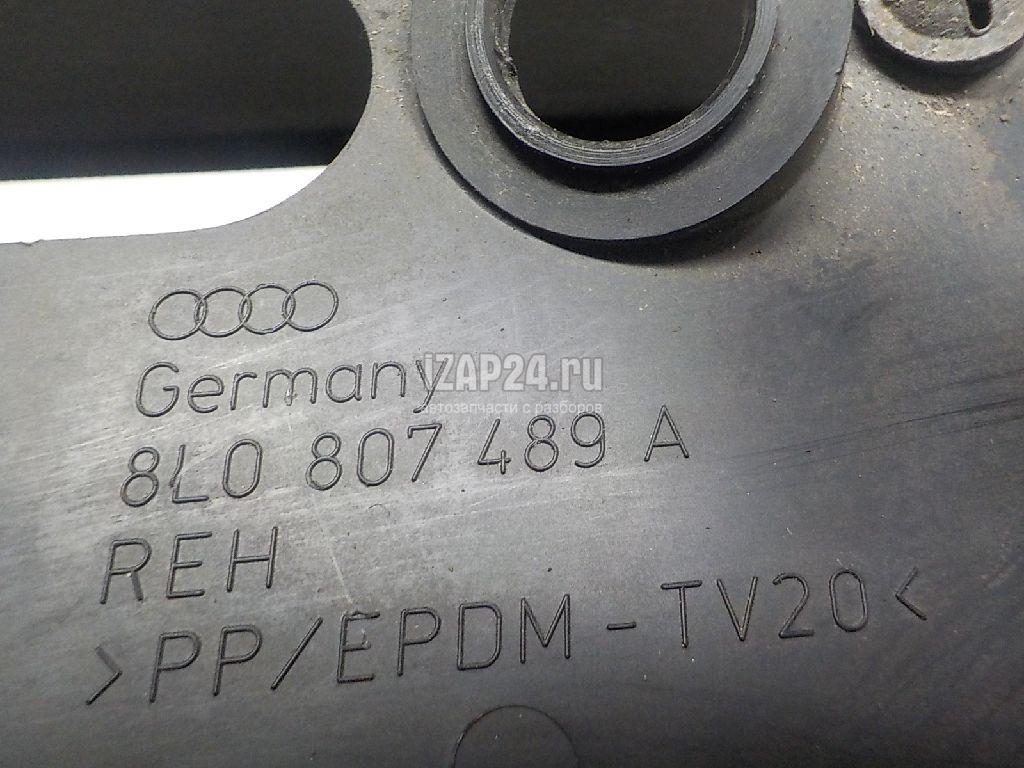 Germany
iZAP24.ru
автозапчасти с разборов
8L0 807 489 A
REH
>PP/EPDM-TV20<